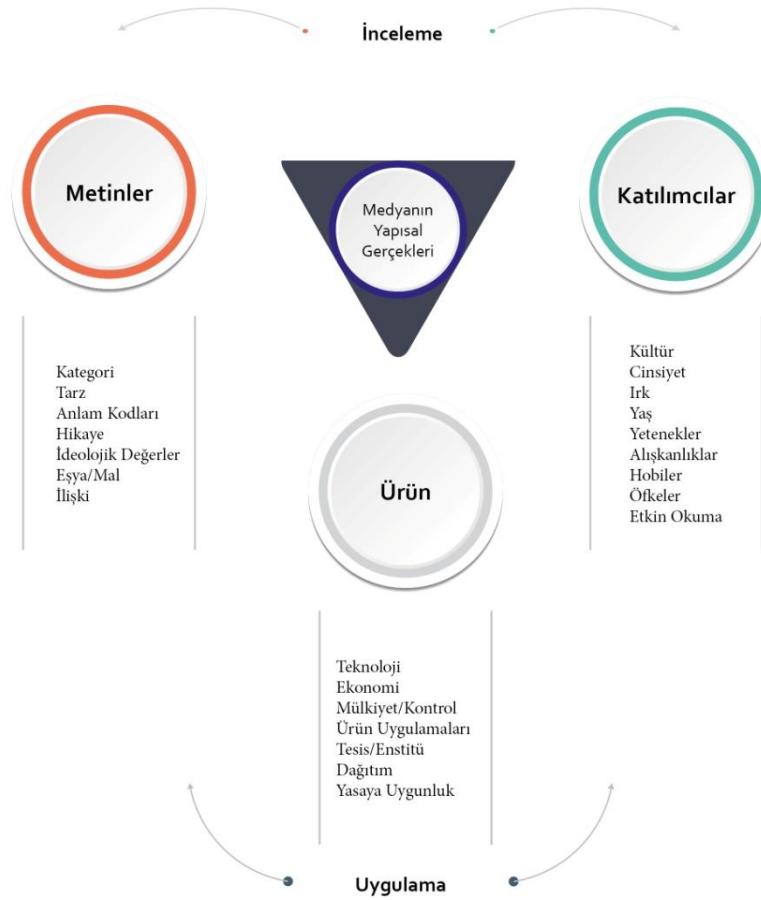 İnceleme
Metinler
Medyanın
Yapısal
Gerçekleri
Katılımcılar
Kategori
Tarz
Anlam Kodları
Hikaye
İdeolojik Değerler
Eşya/Mal
İlişki
Kültür
Cinsiyet
Irk
Yaş
Yetenekler
Alışkanlıklar
Hobiler
Öfkeler
Etkin Okuma
Ürün
Teknoloji
Ekonomi
Mülkiyet/Kontrol
Ürün Uygulamaları
Tesis/Enstitü
Dağıtım
Yasaya Uygunluk
Uygulama